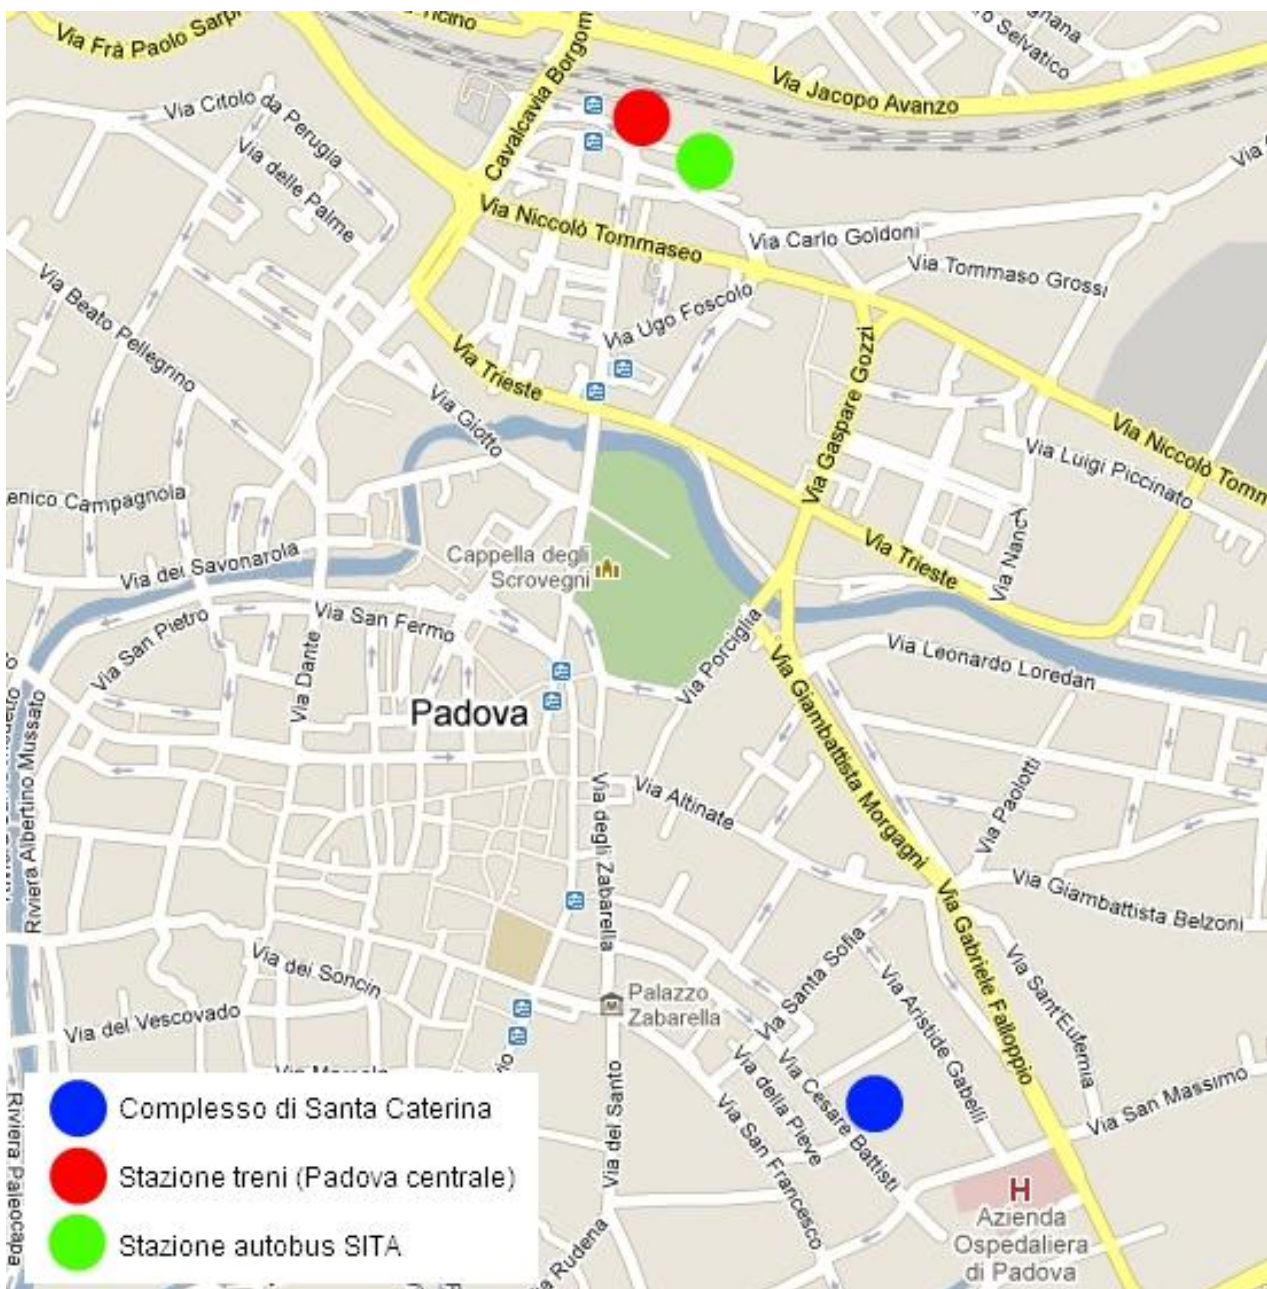 Via Frà Paolo Sarpi
Via Jacopo Avanzo
Selvatico
Via Citolo da Perugia
Cavalcavia Borgom
Via delle Palme
Via Niccolò Tommaseo
Via Carlo Goldoni
Via Tommaso Grossi
Via Beato Pellegrino
Via Ugo Foscolo
Via Trieste
Via Gaspare Gozzi
Via Giotto
Via Niccolò Tomm
Via Luigi Piccinato
enico Campagnola
Via Nancy
Via dei Savonarola
Cappella degli
Scrovegni
Via Trieste
Via San Pietro
Via San Fermo
Via Porciglia
Via Leonardo Loredan
Via Dante
Padova
Via Giambattista Morgagni
Riviera Albertino Mussato
Via Altinate
Via degli Zabarella
Via Paolotti
Via Giambattista Belzoni
Via Gabriele Falloppio
Via dei Soncin
Via Santa Sofia
Via Sant'Eufemia
Via Aristide Gabelli
Palazzo
Zabarella
Via del Vescovado
Via della Pieve
Via Cesare Battisti
Via San Massimo
Via San Francesco
Via del Santo
Riviera Paleocapa
Complesso di Santa Caterina
Stazione treni (Padova centrale)
Stazione autobus SITA
Rudena
H
Azienda
Ospedaliera
di Padova